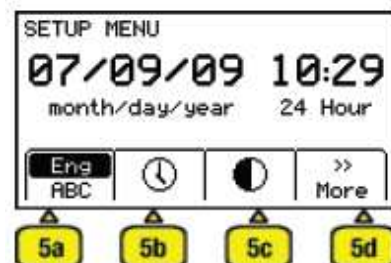 SETUP MENU
07/09/09 10:29
month/day/year 24 Hour
Eng >>
ABC More
5a 5b 5c 5d